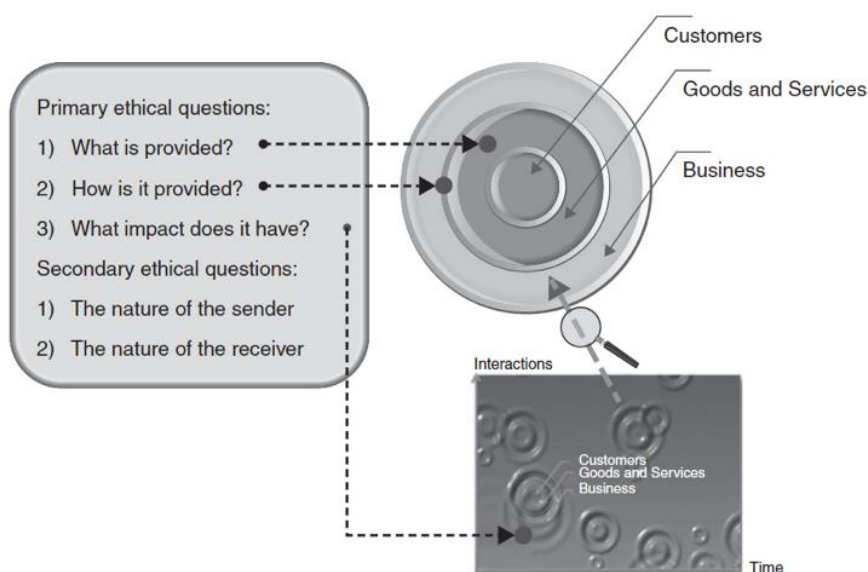 Primary ethical questions:
1) What is provided?
2) How is it provided?
3) What impact does it have?
Secondary ethical questions:
1) The nature of the sender
2) The nature of the receiver
Customers
Goods and Services
Business
Interactions
Customers
Goods and Services
Business
Time